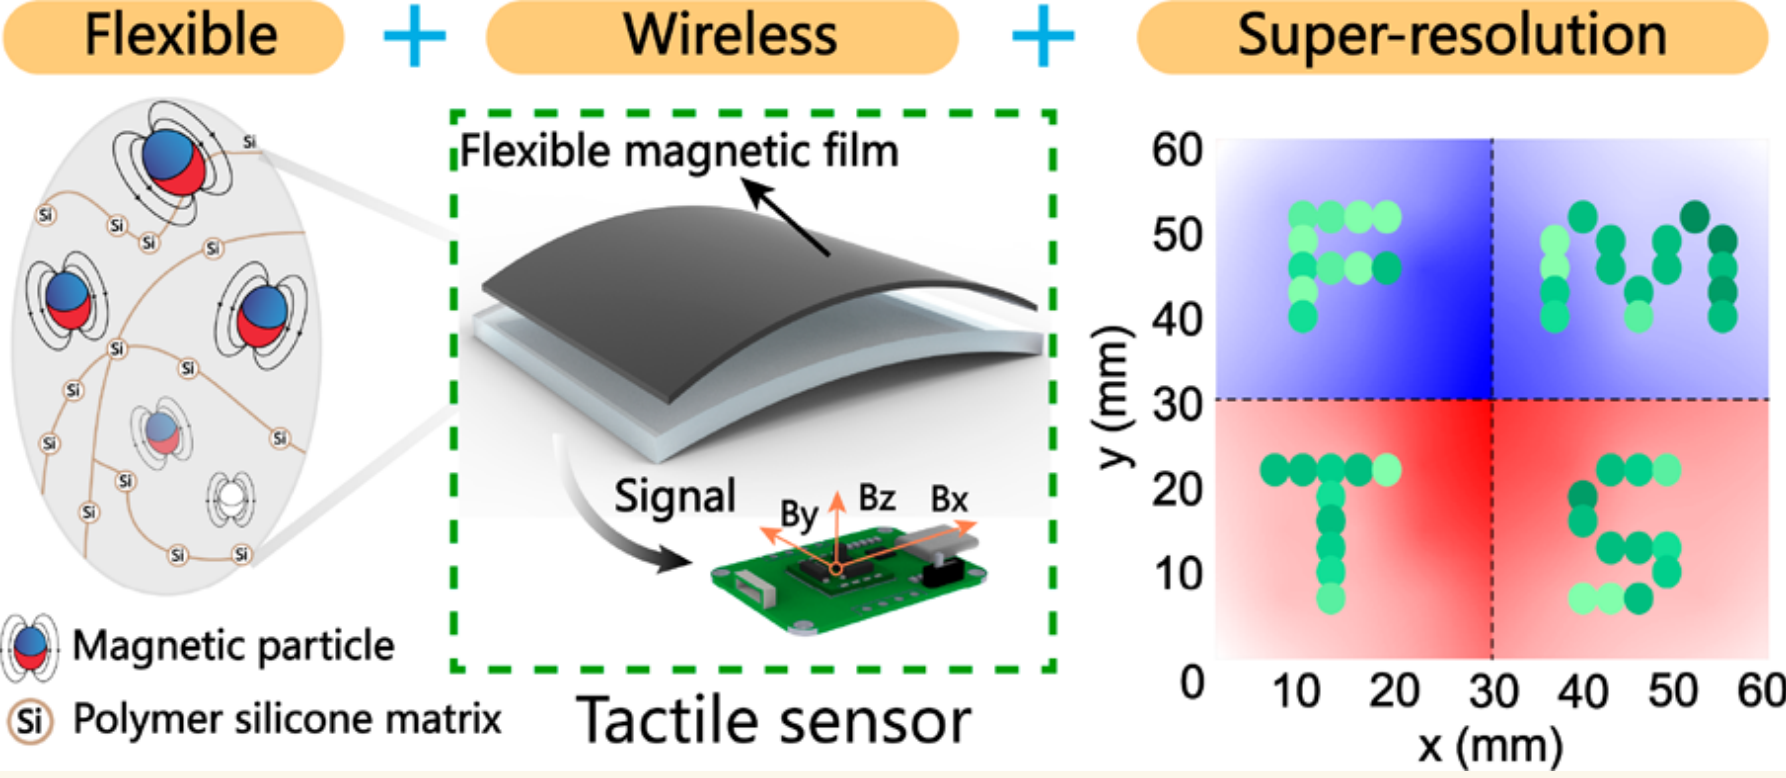 Flexible + Wireless + Super-resolution
Si
Si
Si
Si
Si
Si
Si
Si
Si
Si
Si
Si
Si
Si
Magnetic particle
Si Polymer silicone matrix
Flexible magnetic film
Signal
By
Bz
Bx
Tactile sensor
60
50
40
30
20
10
0
y (mm)
F M
T S
10 20 30 40 50 60
x (mm)